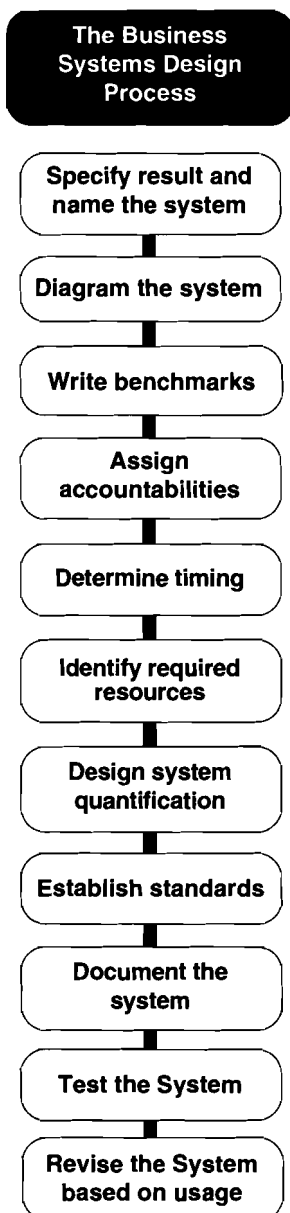 The Business
Systems Design
Process
Specify result and
name the system
Diagram the system
Write benchmarks
Assign
accountabilities
Determine timing
Identify required
resources
Design system
quantification
Establish standards
Document the
system
Test the System
Revise the System
based on usage